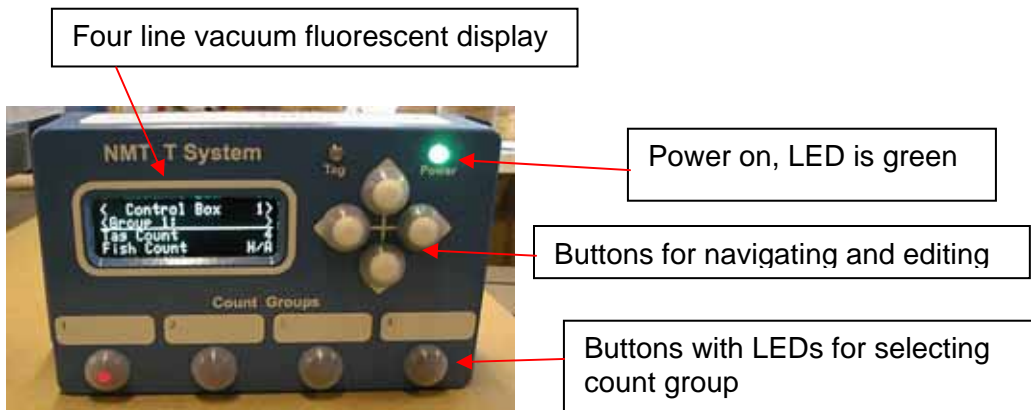 Four line vacuum fluorescent display
NMT T System
Tag
Power
Power on, LED is green
< Control Box 1>
<Group 1: >
Tag Count 4
Fish Count N/A
Buttons for navigating and editing
Count Groups
1 2 3 4
Buttons with LEDs for selecting
count group